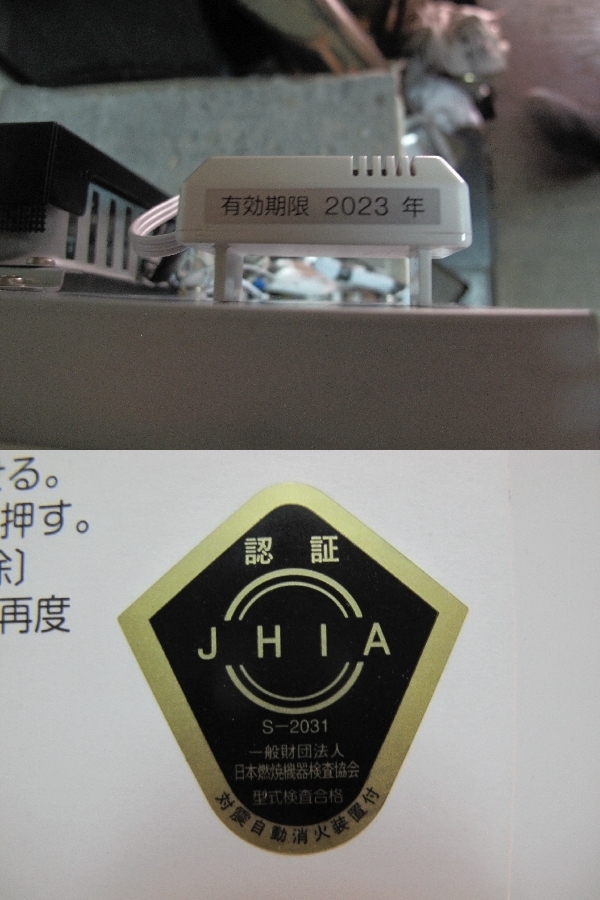 有効期限 2023 年
せる。
押す。
除〕
再度
認 証
JHIA
S－2031
一般財団法人
日本燃焼機器検査協会
型式検査合格
対震自動消火装置付